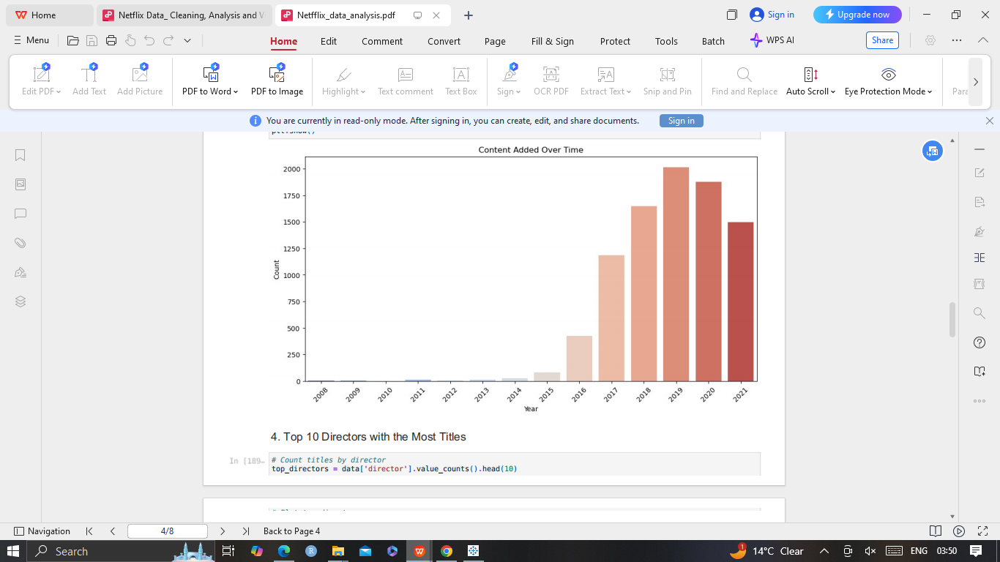 Home
Netflix Data_ Cleaning, Analysis and V
Netfflix_data_analysis.pdf
Sign in
Upgrade now
Menu
Home
Edit
Comment
Convert
Page
Fill & Sign
Protect
Tools
Batch
WPS AI
Share
Edit PDF
Add Text
Add Picture
PDF to Word
PDF to Image
Highlight
Text comment
Text Box
Sign
OCR PDF
Extract Text
Snip and Pin
Find and Replace
Auto Scroll
Eye Protection Mode
Para
You are currently in read-only mode. After signing in, you can create, edit, and share documents.
Sign in
Content Added Over Time
2000
1750
1500
1250
1000
750
500
250
0
Count
2008
2009
2010
2011
2012
2013
2014
2015
2016
2017
2018
2019
2020
2021
Year
4. Top 10 Directors with the Most Titles
In [189…
# Count titles by director
top_directors = data['director'].value_counts().head(10)
Navigation
4/8
Back to Page 4
Search
1
14°C Clear
ENG
03:50